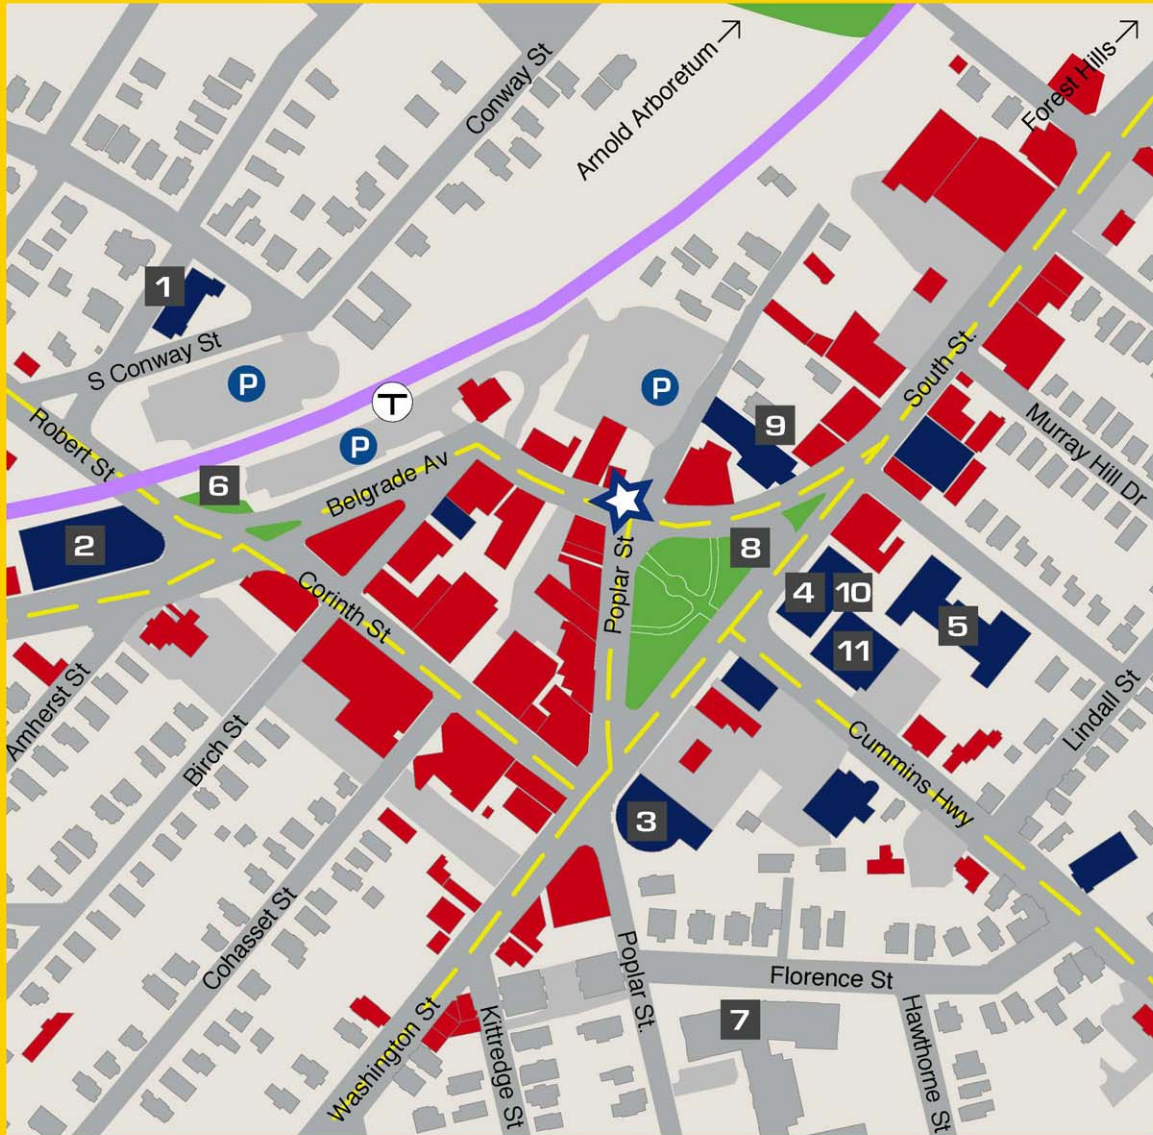 Conway St
Arnold Arboretum
Forest Hills
1
S Conway St
P
T
P
South St.
Robert St
P
9
Murray Hill Dr
6
Belgrade Av
2
8
Poplar St
Corinth St
4
10
5
11
Amherst St
Birch St
Lindall St
Cummins Hwy
3
Cohasset St
Poplar St.
Florence St
7
Washington St
Kittredge St
Hawthorne St